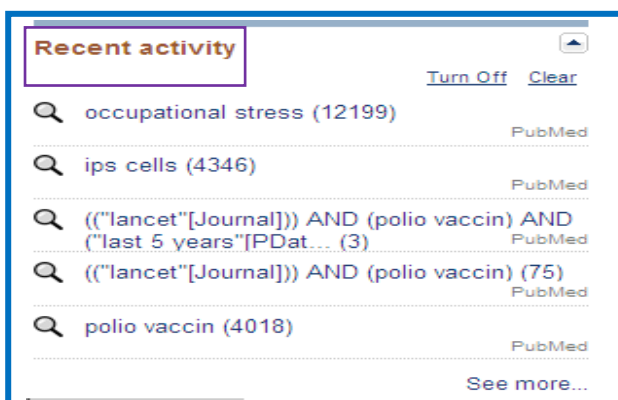 Recent activity
Turn Off Clear
occupational stress (12199)
PubMed
ips cells (4346)
PubMed
(("lancet"[Journal])) AND (polio vaccin) AND
("last 5 years"[PDat... (3)
PubMed
(("lancet"[Journal])) AND (polio vaccin) (75)
PubMed
polio vaccin (4018)
PubMed
See more...